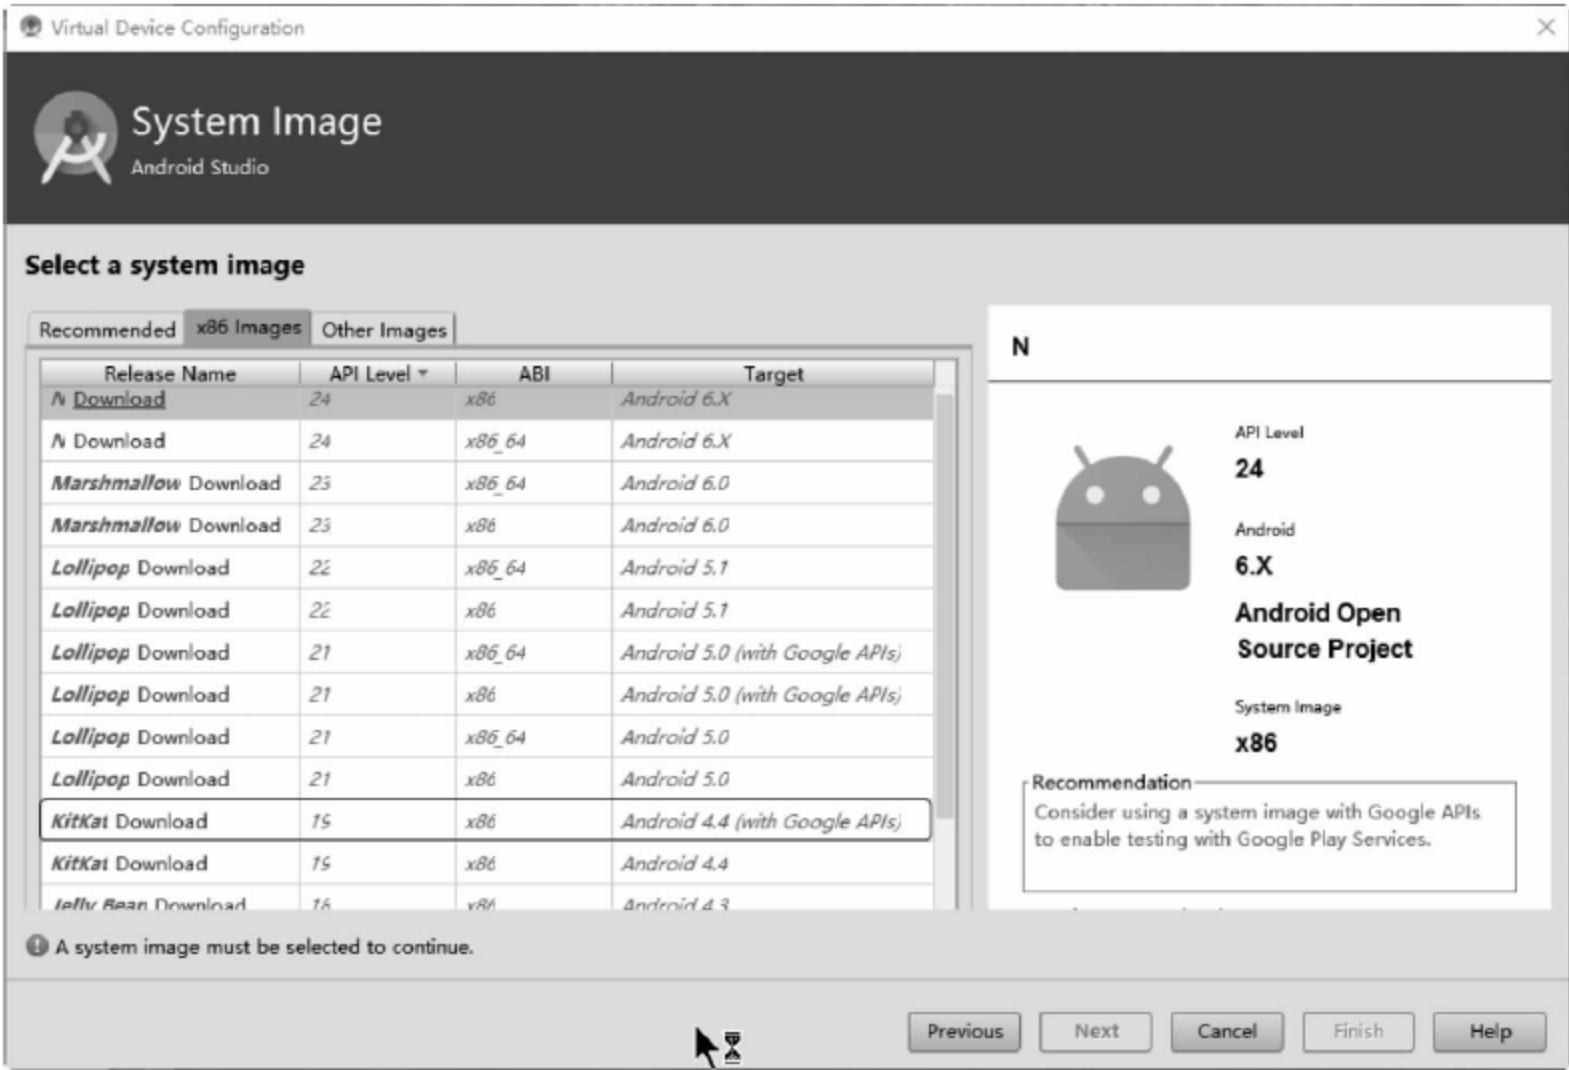 Virtual Device Configuration
System Image
Android Studio
Select a system image
Recommended x86 Images Other Images
Release Name API Level ABI Target
N Download 24 x86 Android 6.X
N Download 24 x86_64 Android 6.X
Marshmallow Download 23 x86_64 Android 6.0
Marshmallow Download 23 x86 Android 6.0
Lollipop Download 22 x86_64 Android 5.1
Lollipop Download 22 x86 Android 5.1
Lollipop Download 21 x86_64 Android 5.0 (with Google APIs)
Lollipop Download 21 x86 Android 5.0 (with Google APIs)
Lollipop Download 21 x86_64 Android 5.0
Lollipop Download 21 x86 Android 5.0
KitKat Download 19 x86 Android 4.4 (with Google APIs)
KitKat Download 19 x86 Android 4.4
Jelly Bean Download x86 Android 4.3
N
API Level
24
Android
6.X
Android Open
Source Project
System Image
x86
Recommendation
Consider using a system image with Google APIs
to enable testing with Google Play Services.
A system image must be selected to continue.
Previous Next Cancel Finish Help